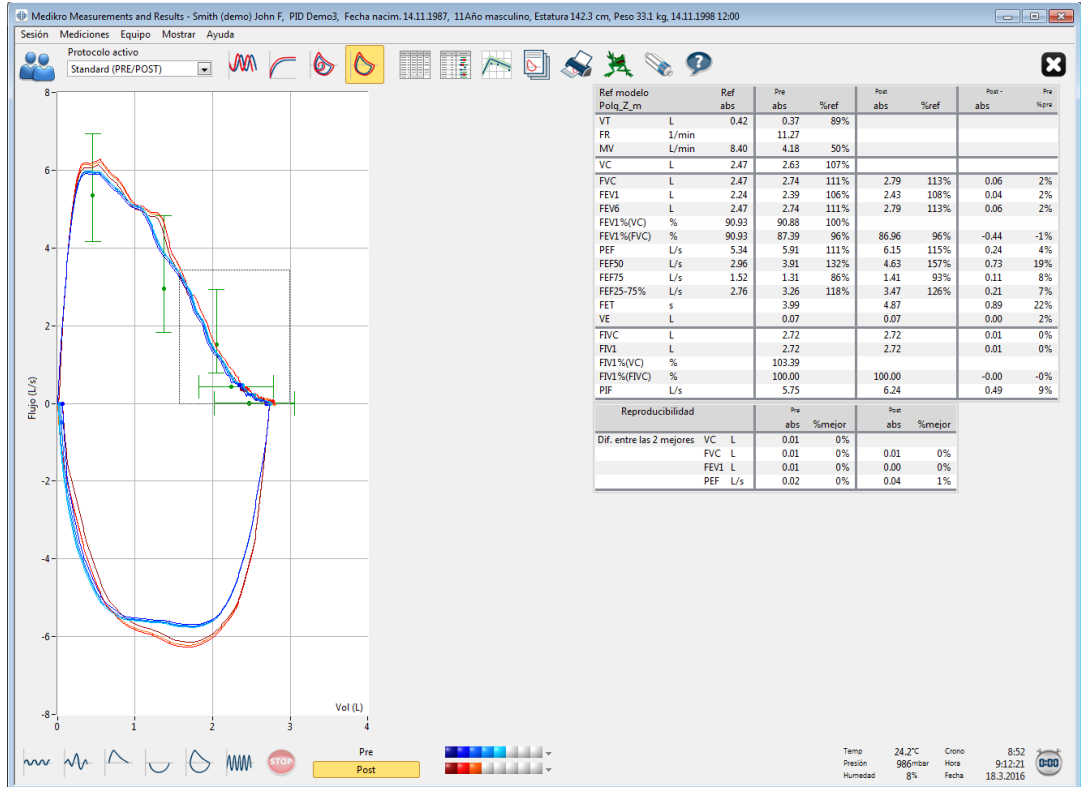 Medikro Measurements and Results - Smith (demo) John F, PID Demo3, Fecha nacim. 14.11.1987, 11Año masculino, Estatura 142.3 cm, Peso 33.1 kg, 14.11.1998 12:00
Sesión Mediciones Equipo Mostrar Ayuda
Protocolo activo
Standard (PRE/POST)
Ref modelo Ref Pre Post Post - Pre
Polq_Z_m abs abs %ref abs %ref abs %pre
VT L 0.42 0.37 89%
FR 1/min 11.27
MV L/min 8.40 4.18 50%
VC L 2.47 2.63 107%
FVC L 2.47 2.74 111% 2.79 113% 0.06 2%
FEV1 L 2.24 2.39 106% 2.43 108% 0.04 2%
FEV6 L 2.47 2.74 111% 2.79 113% 0.06 2%
FEV1%(VC) % 90.93 90.88 100%
FEV1%(FVC) % 90.93 87.39 96% 86.96 96% -0.44 -1%
PEF L/s 5.34 5.91 111% 6.15 115% 0.24 4%
FEF50 L/s 2.96 3.91 132% 4.63 157% 0.73 19%
FEF75 L/s 1.52 1.31 86% 1.41 93% 0.11 8%
FEF25-75% L/s 2.76 3.26 118% 3.47 126% 0.21 7%
FET s 3.99 4.87 0.89 22%
VE L 0.07 0.07 0.00 2%
FIVC L 2.72 2.72 0.01 0%
FIV1 L 2.72 2.72 0.01 0%
FIV1%(VC) % 103.39
FIV1%(FIVC) % 100.00 100.00 -0.00 -0%
PIF L/s 5.75 6.24 0.49 9%
Reproducibilidad Pre Post
abs %mejor abs %mejor
Dif. entre las 2 mejores VC L 0.01 0%
FVC L 0.01 0% 0.01 0%
FEV1 L 0.01 0% 0.00 0%
PEF L/s 0.02 0% 0.04 1%
8
6
4
2
0
-2
-4
-6
-8
Flujo (L/s)
Vol (L)
0 1 2 3 4
STOP
Pre
Post
Temp 24.2°C Crono 8:52
Presión 986mbar Hora 9:12:21
Humedad 8% Fecha 18.3.2016
0:00